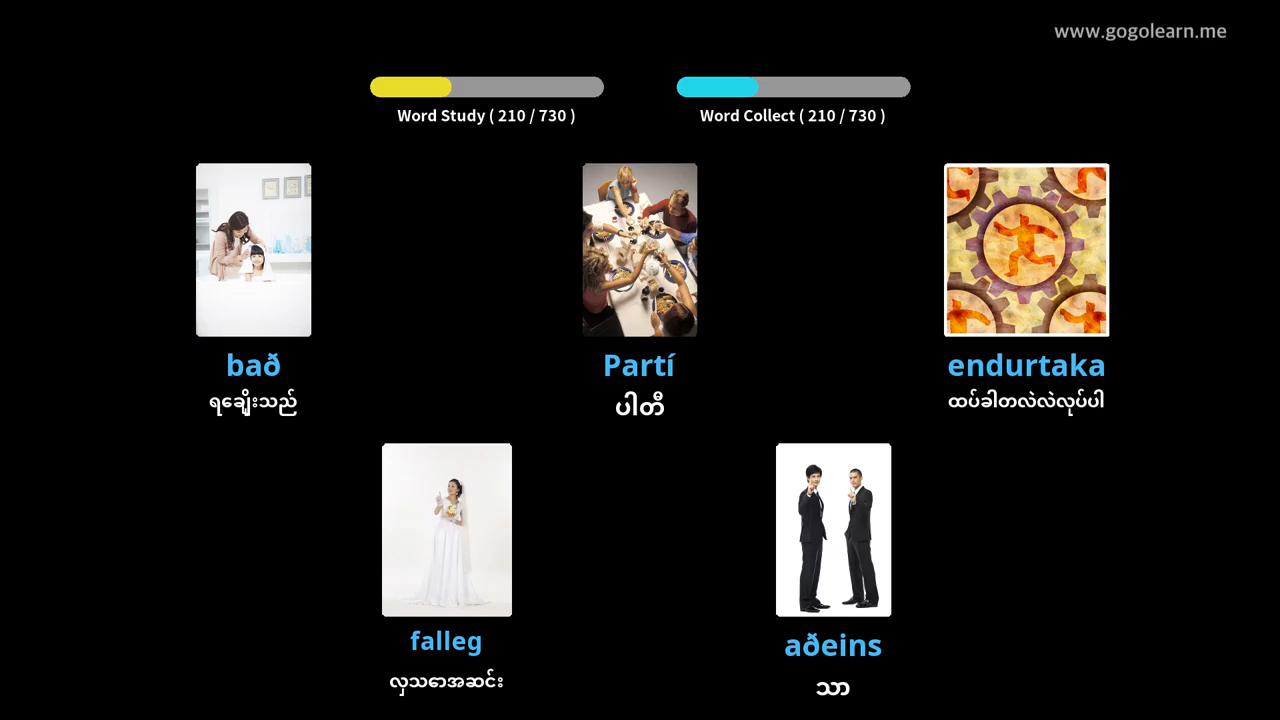 www.gogolearn.me
Word Study ( 210 / 730 )
Word Collect ( 210 / 730 )
bað
ရေချိုးသည်
Partí
ပါတီ
endurtaka
ထပ်ခါတလဲလဲလုပ်ပါ
falleg
လှသောအဆင်း
aðeins
သာ